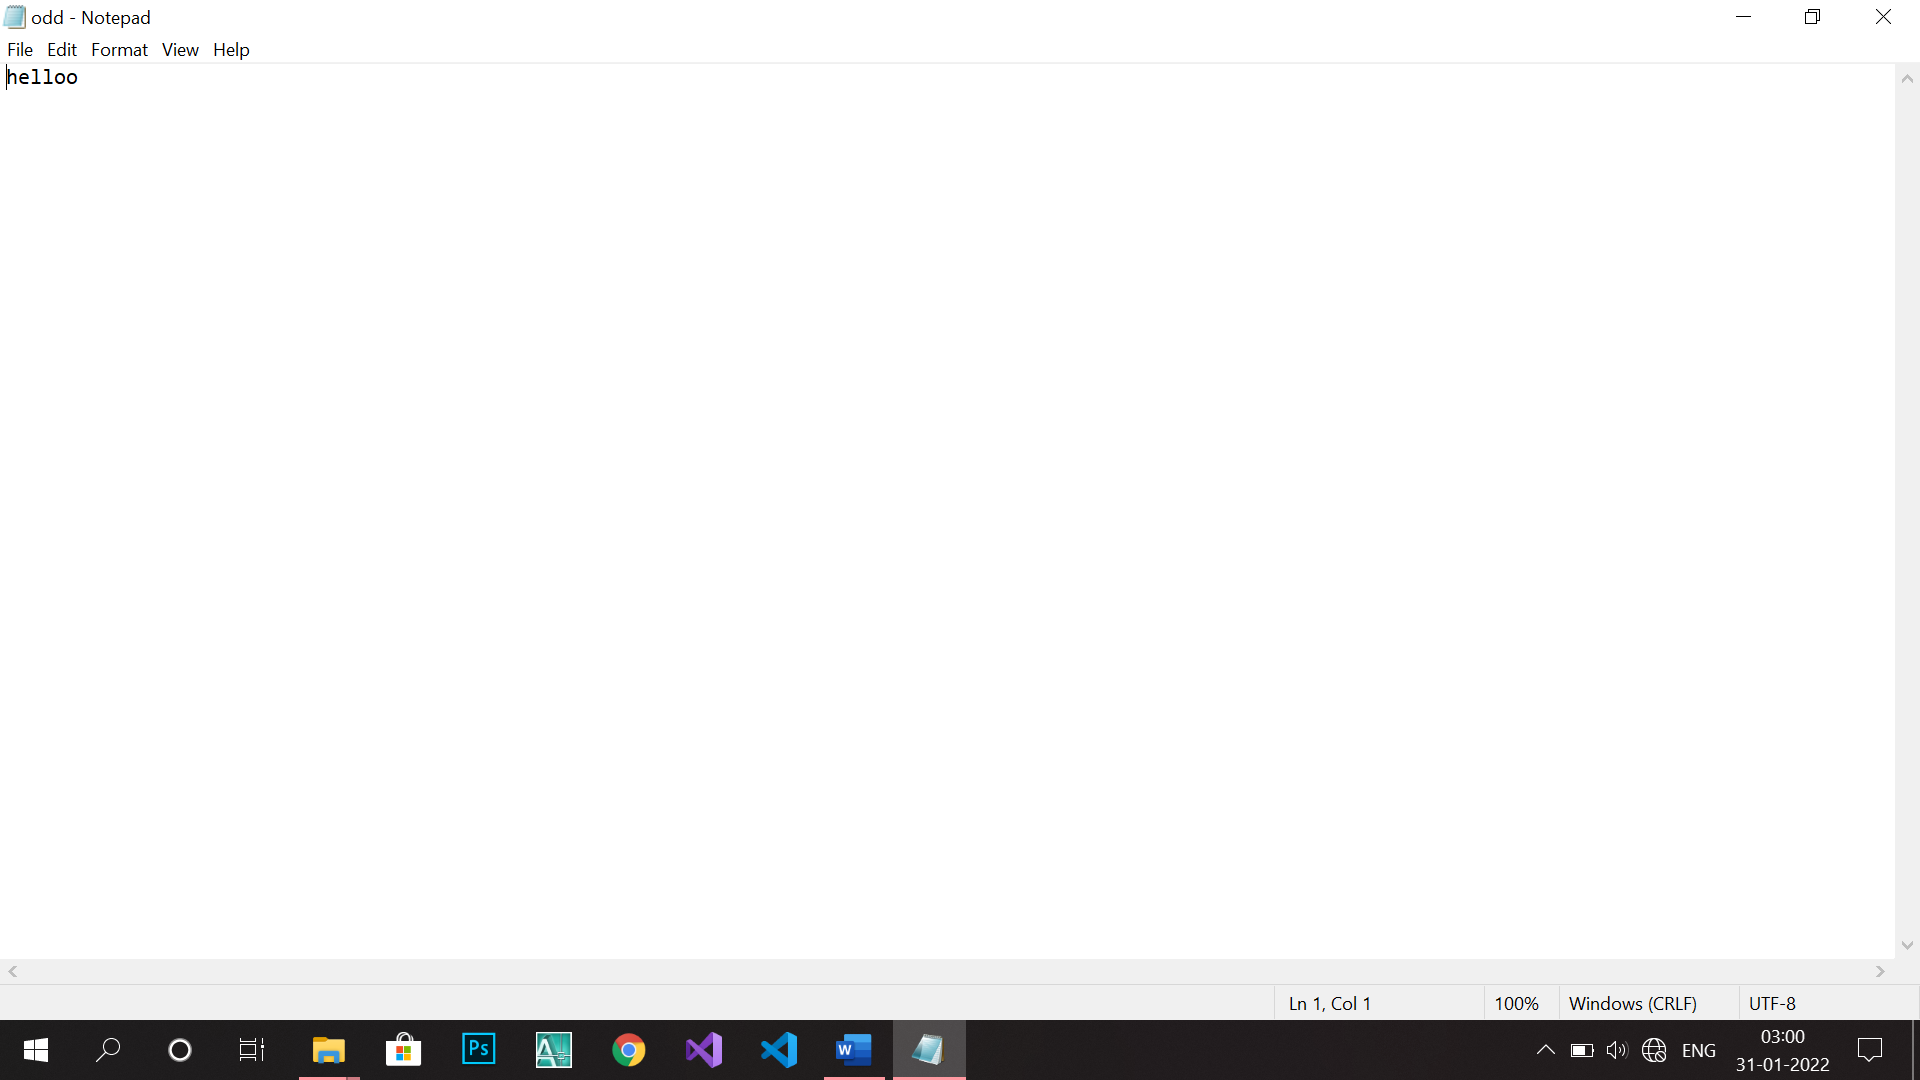 odd - Notepad
File Edit Format View Help
helloo
Ln 1, Col 1 100% Windows (CRLF) UTF-8
Ps
A
W
ENG
03:00
31-01-2022